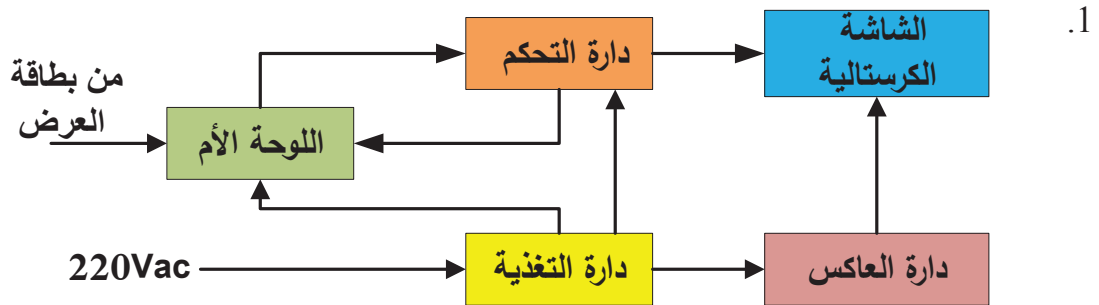 .1
الشاشة
الكرستالية
دارة التحكم
من بطاقة
العرض
اللوحة الأم
دارة العاكس
دارة التغذية
220Vac